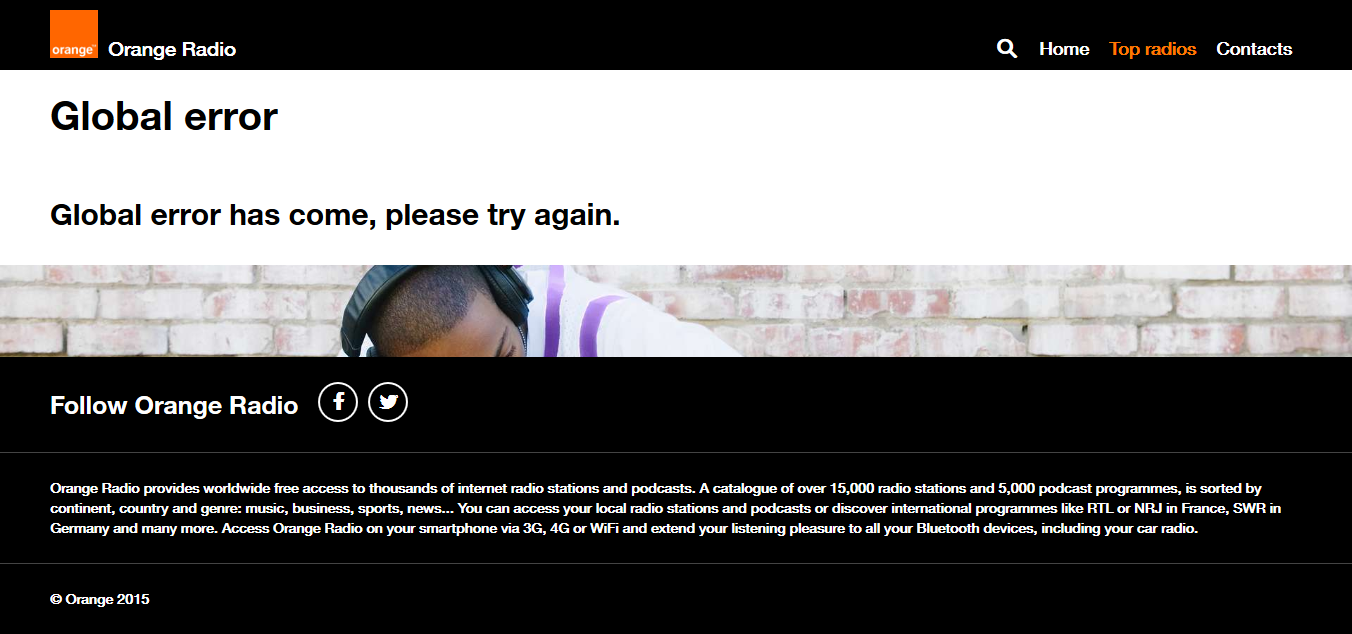 orange™
Orange Radio
Home
Top radios
Contacts
Global error
Global error has come, please try again.
Follow Orange Radio
Orange Radio provides worldwide free access to thousands of internet radio stations and podcasts. A catalogue of over 15,000 radio stations and 5,000 podcast programmes, is sorted by
continent, country and genre: music, business, sports, news... You can access your local radio stations and podcasts or discover international programmes like RTL or NRJ in France, SWR in
Germany and many more. Access Orange Radio on your smartphone via 3G, 4G or WiFi and extend your listening pleasure to all your Bluetooth devices, including your car radio.
© Orange 2015